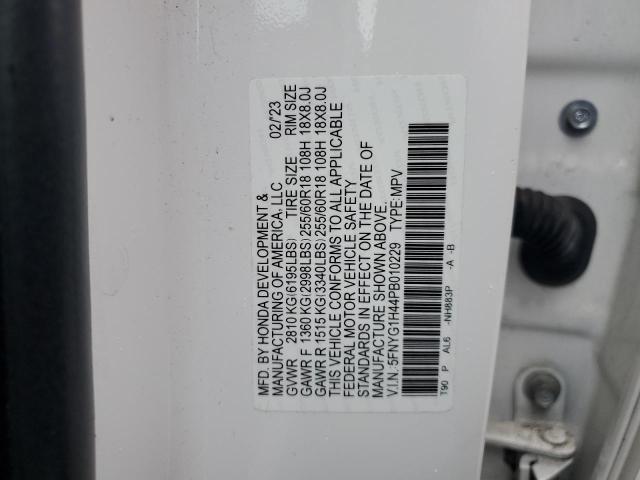 MFD. BY HONDA DEVELOPMENT &
MANUFACTURING OF AMERICA, LLC 02/'23
GVWR 2810 KG(6195LBS) TIRE SIZE RIM SIZE
GAWR F 1360 KG(2998LBS) 255/60R18 108H 18X8.0J
GAWR R 1515 KG(3340LBS) 255/60R18 108H 18X8.0J
THIS VEHICLE CONFORMS TO ALL APPLICABLE
FEDERAL MOTOR VEHICLE SAFETY
STANDARDS IN EFFECT ON THE DATE OF
MANUFACTURE SHOWN ABOVE.
V.I.N.:5FNYG1H44PB010229 TYPE:MPV
T90 P AL6 -NH883P -A -B